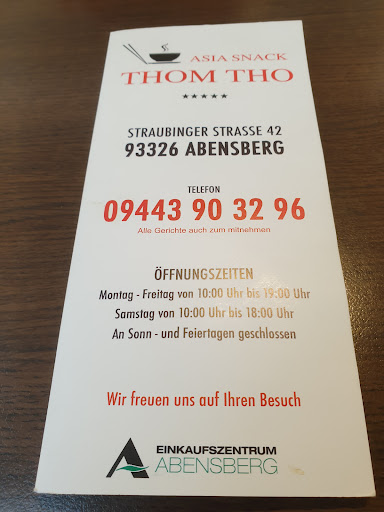 ASIA SNACK
THOM THO
★★★★★
STRAUBINGER STRASSE 42
93326 ABENSBERG
TELEFON
09443 90 32 96
Alle Gerichte auch zum mitnehmen
ÖFFNUNGSZEITEN
Montag - Freitag von 10:00 Uhr bis 19:00 Uhr
Samstag von 10:00 Uhr bis 18:00 Uhr
An Sonn - und Feiertagen geschlossen
Wir freuen uns auf Ihren Besuch
EINKAUFSZENTRUM
ABENSBERG